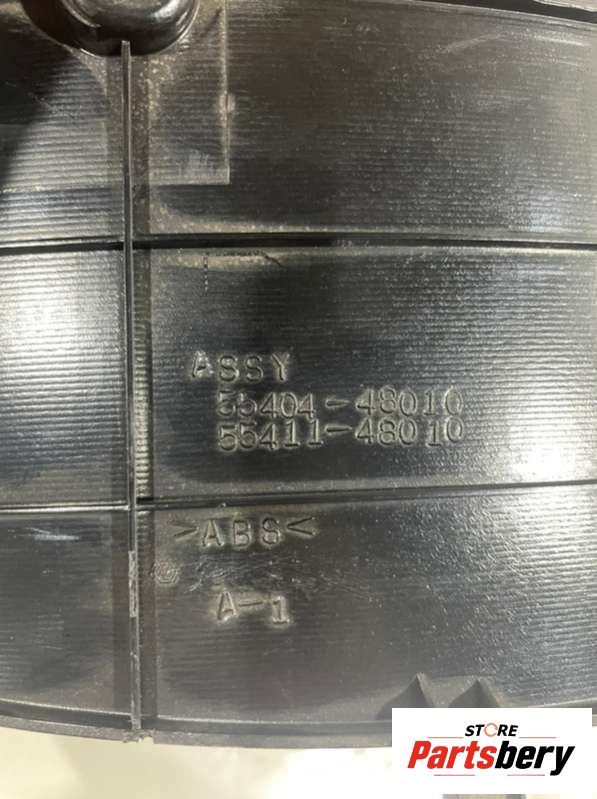 ASSY
55404-48010
55411-48010
>ABS<
A-1
STORE
Partsbery